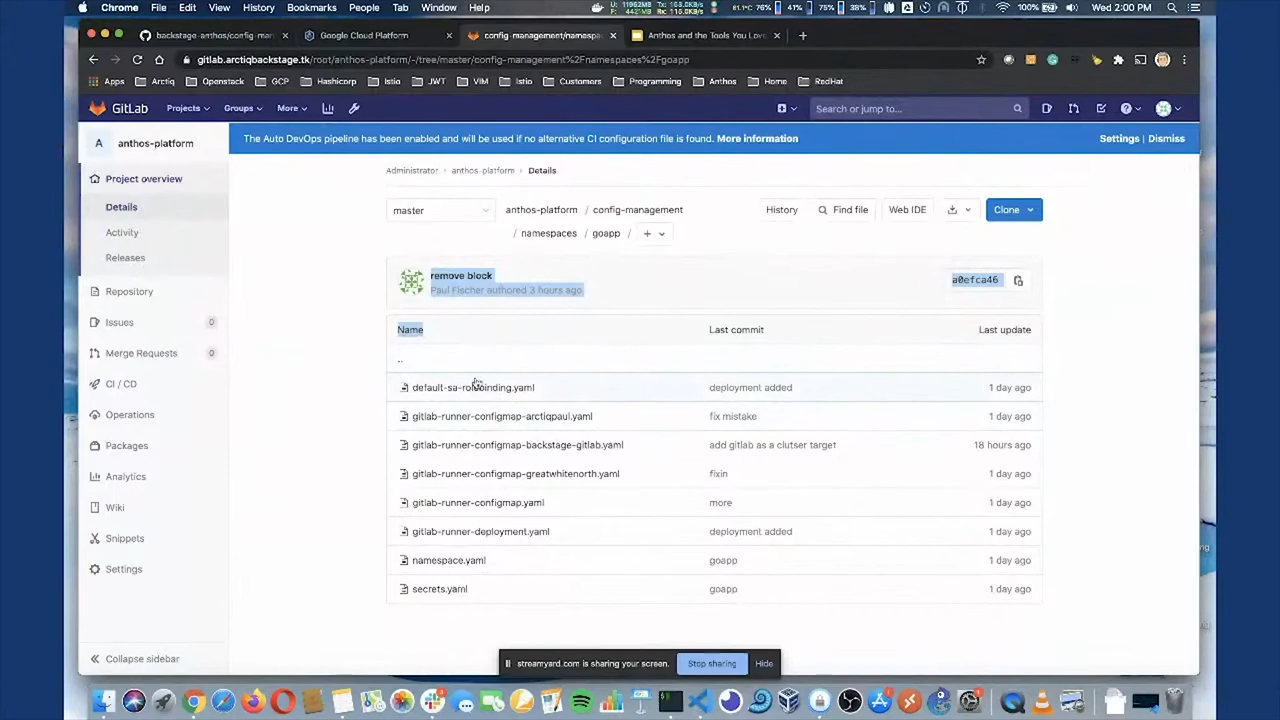 Chrome File Edit View History Bookmarks People Tab Window Help
100% Wed 2:00 PM
backstage-anthos/config-man Google Cloud Platform config-management/namespac Anthos and the Tools You Lov
gitlab.arctiqbackstage.tk/root/anthos-platform/-/tree/master/config-management%2Fnamespaces%2Fgoapp
Apps Arctiq Openstack GCP Hashicorp Istio JWT VIM Istio Customers Programming Anthos Home RedHat
GitLab Projects Groups More Search or jump to...
A anthos-platform
The Auto DevOps pipeline has been enabled and will be used if no alternative CI configuration file is found. More information Settings | Dismiss
Project overview
Details
Activity
Releases
Repository
Issues 0
Merge Requests 0
CI / CD
Operations
Packages
Analytics
Wiki
Snippets
Settings
Collapse sidebar
Administrator › anthos-platform › Details
master anthos-platform / config-management
/ namespaces / goapp / +
History Find file Web IDE Clone
remove block
Paul Fischer authored 3 hours ago
a0efca46
Name Last commit Last update
..
default-sa-rolebinding.yaml deployment added 1 day ago
gitlab-runner-configmap-arctiqpaul.yaml fix mistake 1 day ago
gitlab-runner-configmap-backstage-gitlab.yaml add gitlab as a clutser target 18 hours ago
gitlab-runner-configmap-greatwhitenorth.yaml fixin 1 day ago
gitlab-runner-configmap.yaml more 1 day ago
gitlab-runner-deployment.yaml deployment added 1 day ago
namespace.yaml goapp 1 day ago
secrets.yaml goapp 1 day ago
streamyard.com is sharing your screen. Stop sharing Hide